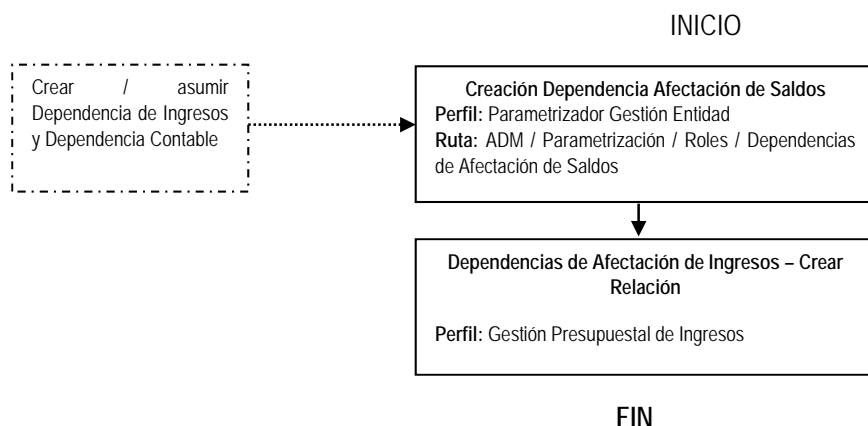 INICIO
Crear / asumir
Dependencia de Ingresos
y Dependencia Contable
Creación Dependencia Afectación de Saldos
Perfil: Parametrizador Gestión Entidad
Ruta: ADM / Parametrización / Roles / Dependencias
de Afectación de Saldos
Dependencias de Afectación de Ingresos – Crear
Relación
Perfil: Gestión Presupuestal de Ingresos
FIN